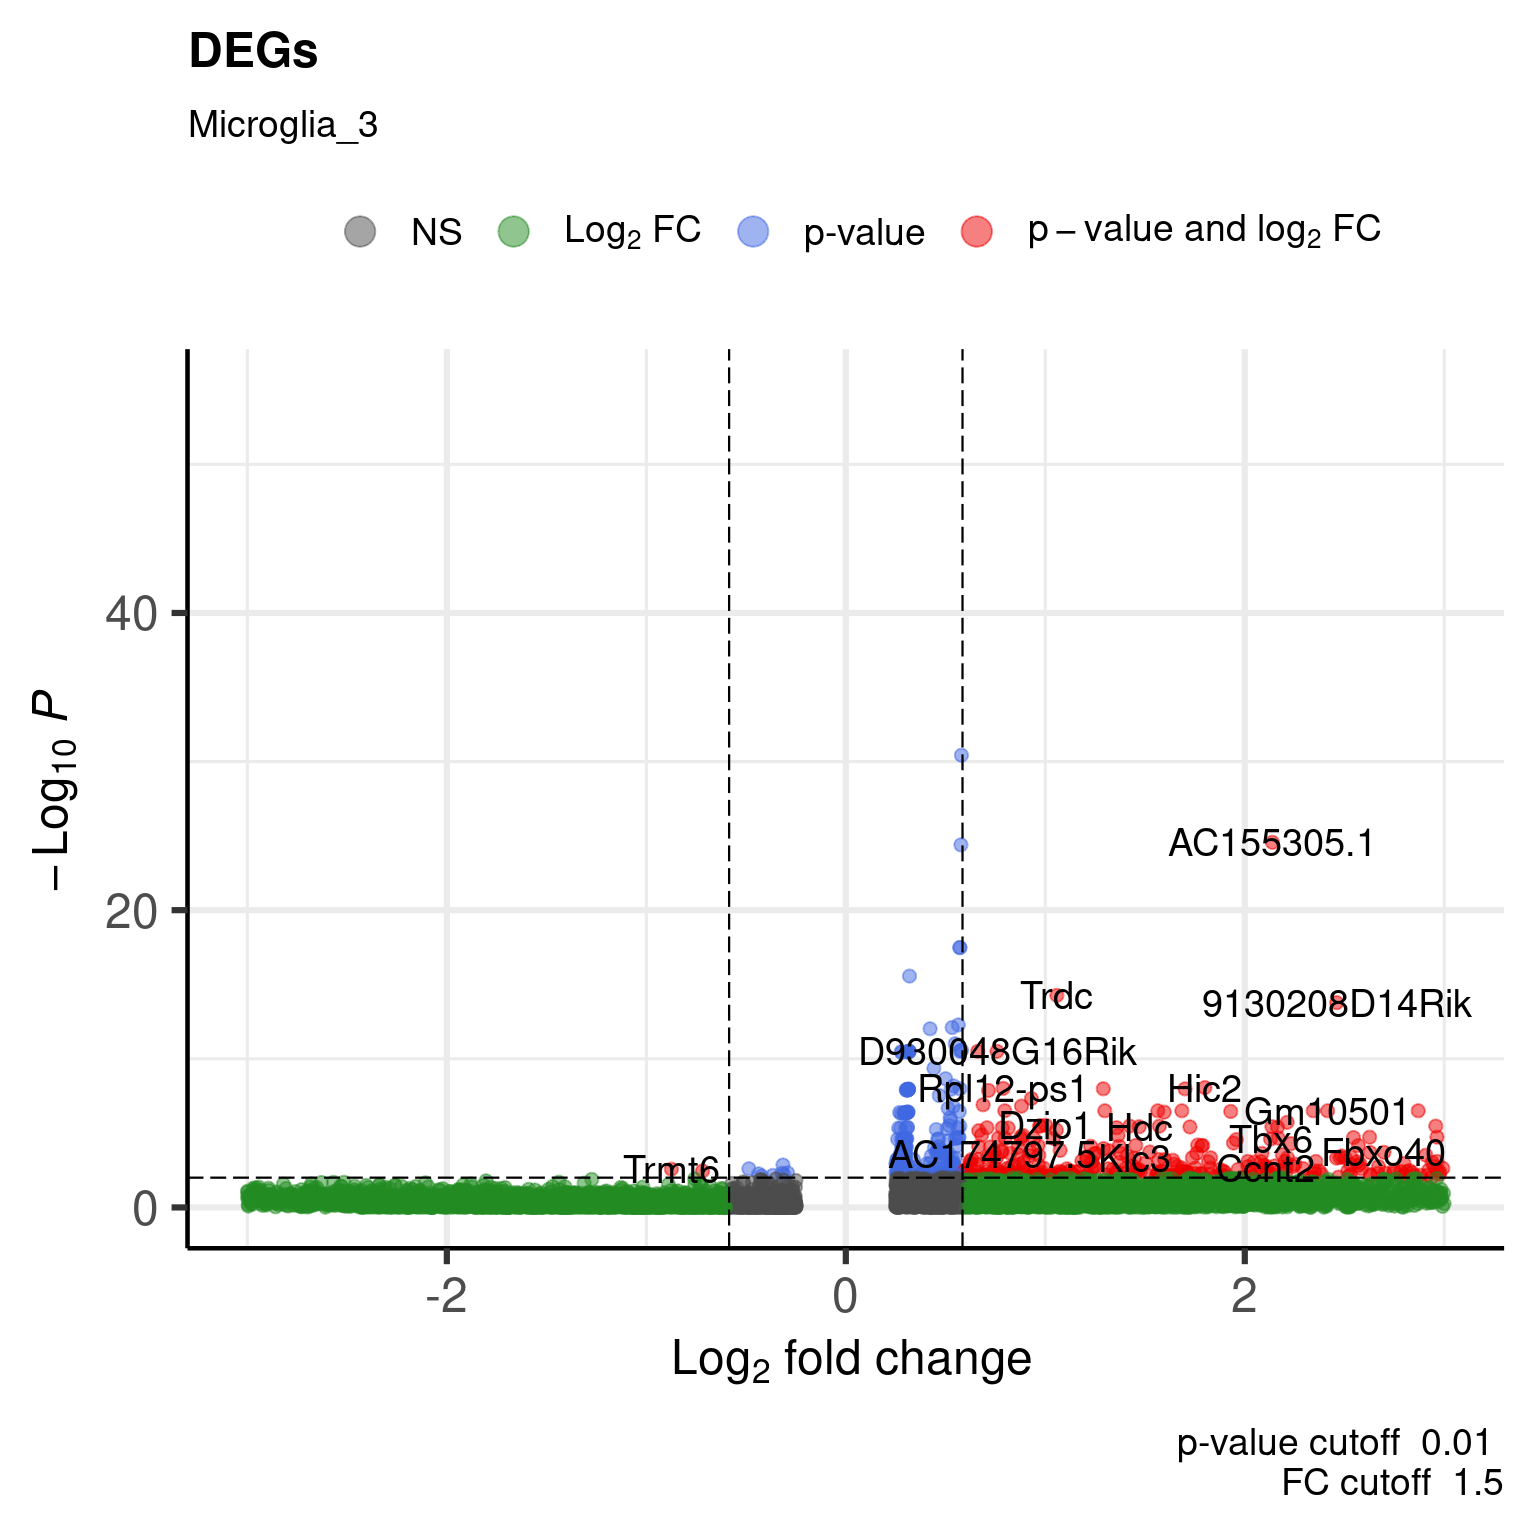 DEGs
Microglia_3
NS Log₂ FC p-value p – value and log₂ FC
−Log₁₀ P
40
20
0
AC155305.1
Trdc
9130208D14Rik
D930048G16Rik
Rpl12-ps1
Hic2
Gm10501
Dzip1
Hdc
Tbx6
Fbxo40
AC174797.5
Klc3
Trmt6
Ccnt2
-2 0 2
Log₂ fold change
p-value cutoff 0.01
FC cutoff 1.5